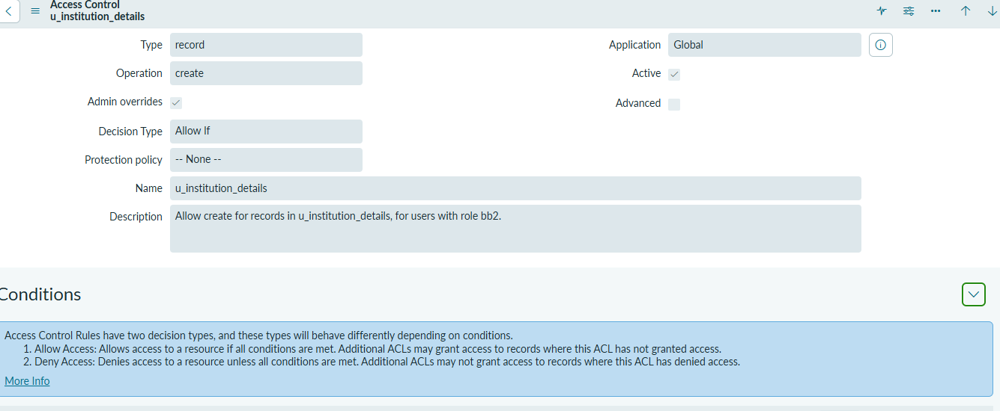 Access Control
u_institution_details
Type record
Application Global
Operation create
Active
Admin overrides
Advanced
Decision Type Allow If
Protection policy -- None --
Name u_institution_details
Description Allow create for records in u_institution_details, for users with role bb2.
Conditions
Access Control Rules have two decision types, and these types will behave differently depending on conditions.
1. Allow Access: Allows access to a resource if all conditions are met. Additional ACLs may grant access to records where this ACL has not granted access.
2. Deny Access: Denies access to a resource unless all conditions are met. Additional ACLs may not grant access to records where this ACL has denied access.
More Info